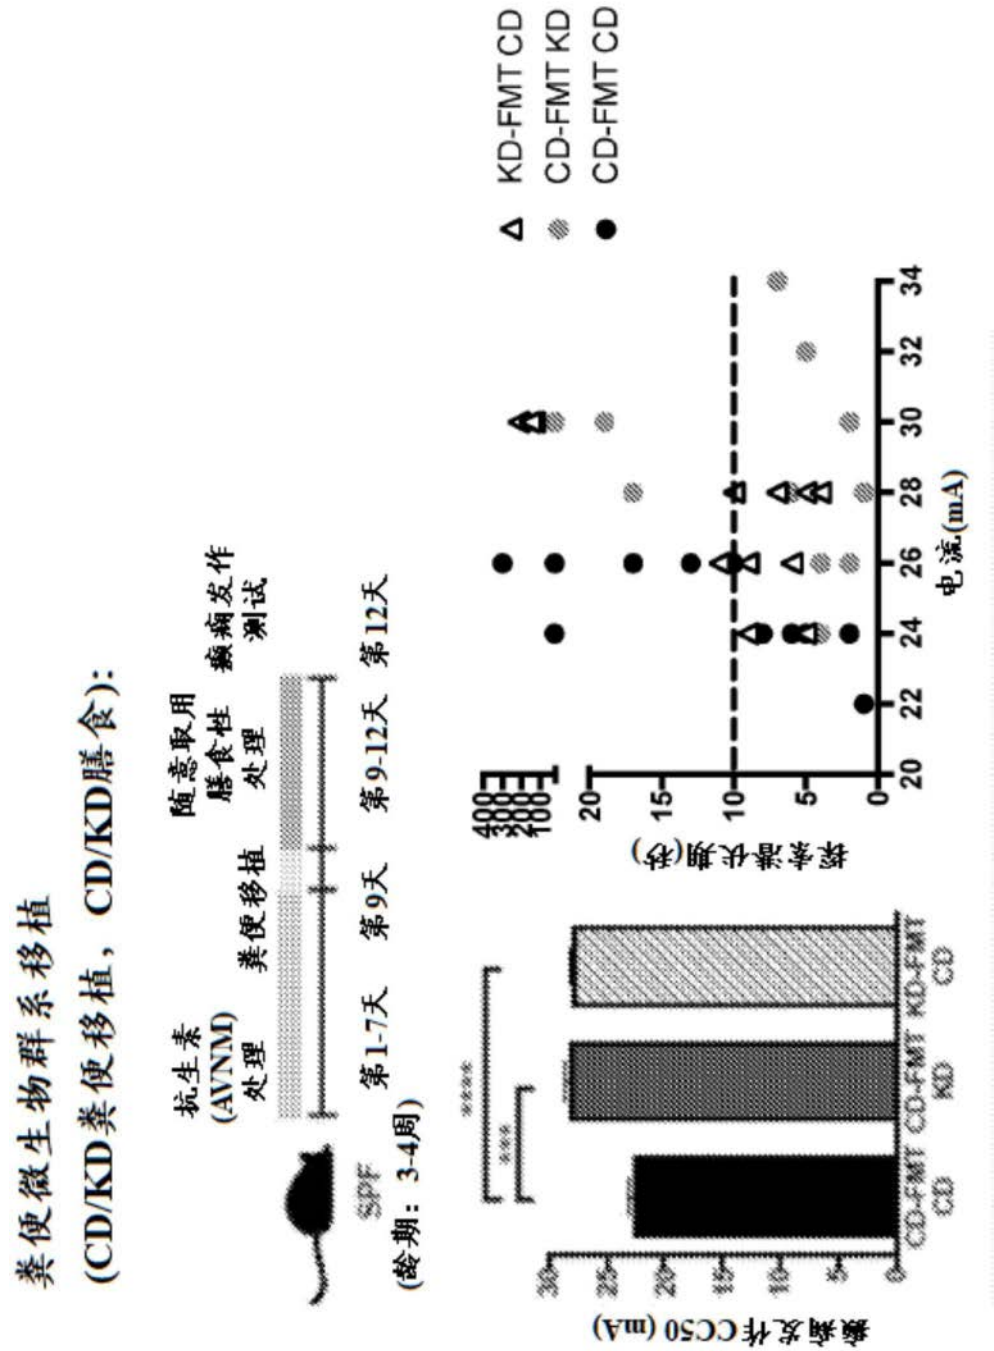 粪便微生物群系移植
(CD/KD粪便移植，CD/KD膳食)：
抗生素
(AVNM)
处理
粪便移植
随意取用
膳食性
处理
癫痫发作
测试
SPF
第1-7天
第9天
第9-12天
第12天
(龄期：3-4周)
癫痫发作CC50 (mA)
30
25
20
15
10
5
0
****
***
CD-FMT
CD
CD-FMT
KD
KD-FMT
CD
探索潜伏期(秒)
400
300
200
100
20
15
10
5
0
20
22
24
26
28
30
32
34
电流(mA)
KD-FMT CD
CD-FMT KD
CD-FMT CD